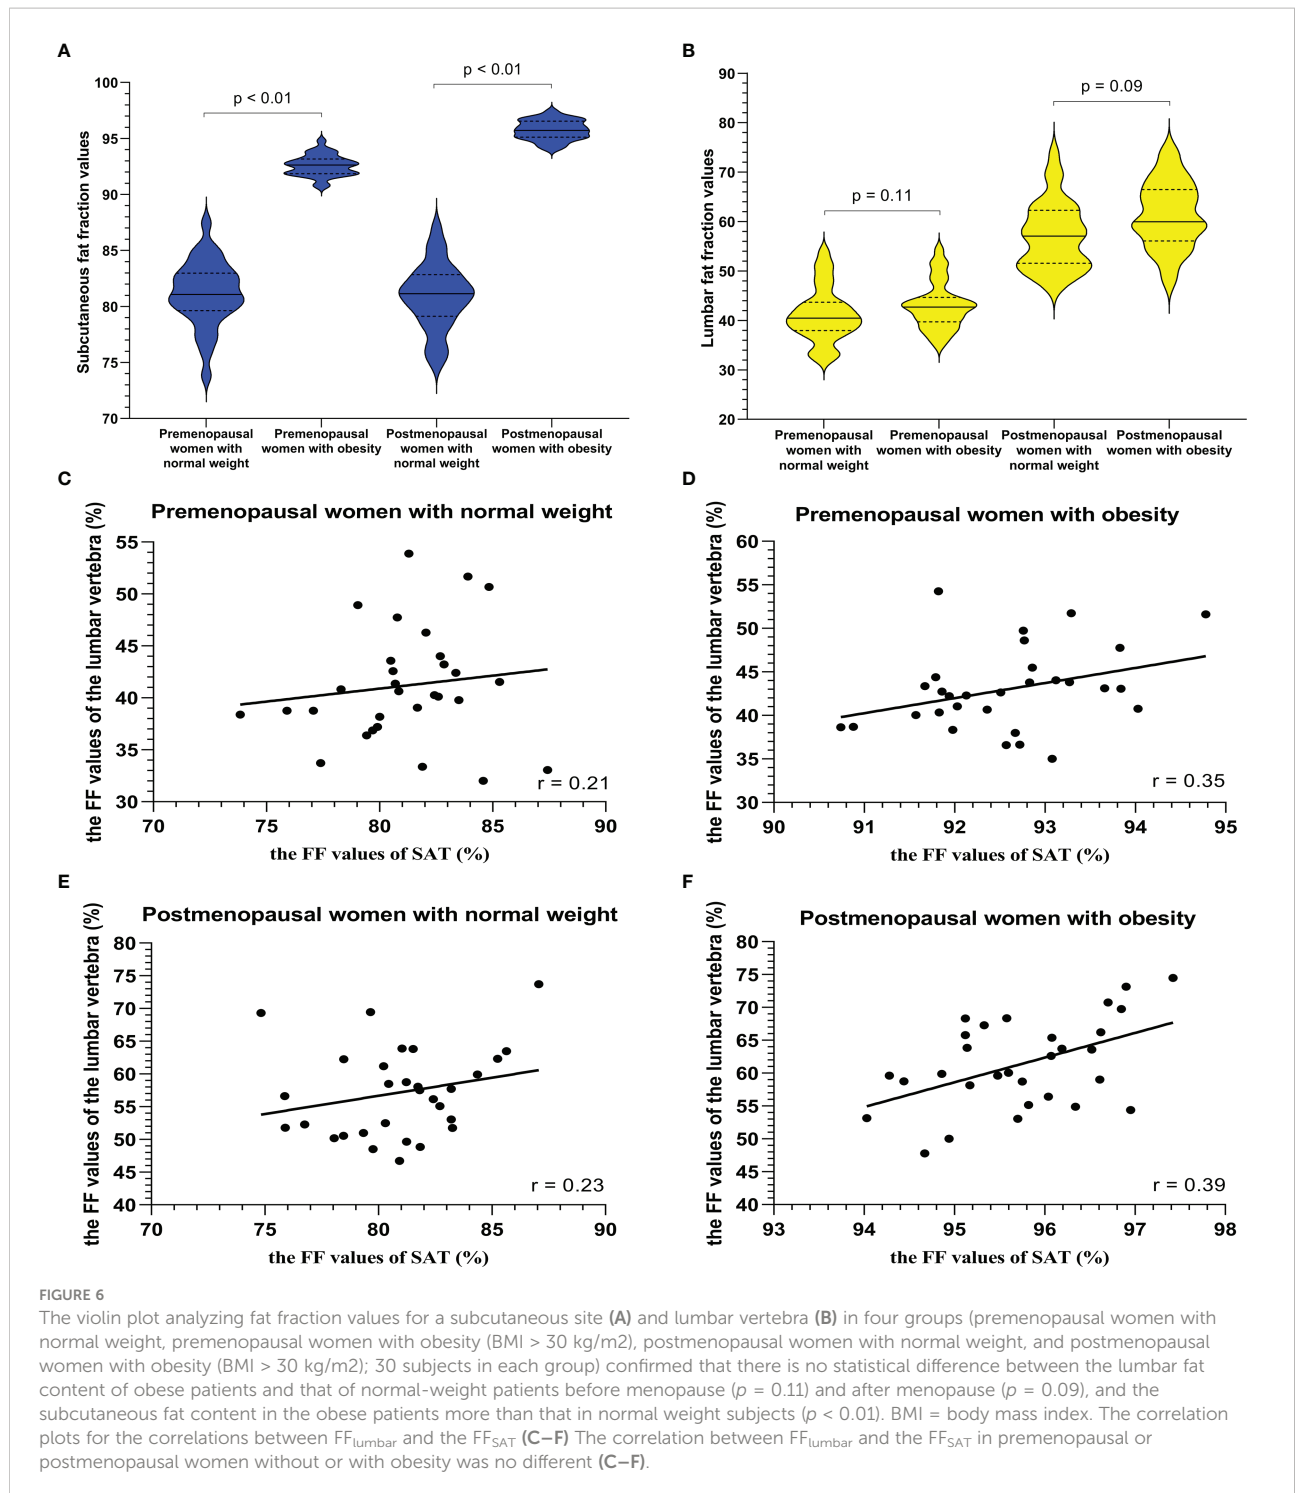 A
p < 0.01
p < 0.01
Subcutaneous fat fraction values
100
95
90
85
80
75
70
Premenopausal women with normal weight
Premenopausal women with obesity
Postmenopausal women with normal weight
Postmenopausal women with obesity
B
p = 0.09
p = 0.11
Lumbar fat fraction values
90
80
70
60
50
40
30
20
Premenopausal women with normal weight
Premenopausal women with obesity
Postmenopausal women with normal weight
Postmenopausal women with obesity
C
Premenopausal women with normal weight
the FF values of the lumbar vertebra (%)
55
50
45
40
35
30
r = 0.21
70 75 80 85 90
the FF values of SAT (%)
D
Premenopausal women with obesity
the FF values of the lumbar vertebra (%)
60
55
50
45
40
35
30
r = 0.35
90 91 92 93 94 95
the FF values of SAT (%)
E
Postmenopausal women with normal weight
the FF values of the lumbar vertebra (%)
80
75
70
65
60
55
50
45
40
r = 0.23
70 75 80 85 90
the FF values of SAT (%)
F
Postmenopausal women with obesity
the FF values of the lumbar vertebra (%)
80
75
70
65
60
55
50
45
40
r = 0.39
93 94 95 96 97 98
the FF values of SAT (%)
FIGURE 6
The violin plot analyzing fat fraction values for a subcutaneous site (A) and lumbar vertebra (B) in four groups (premenopausal women with
normal weight, premenopausal women with obesity (BMI > 30 kg/m2), postmenopausal women with normal weight, and postmenopausal
women with obesity (BMI > 30 kg/m2); 30 subjects in each group) confirmed that there is no statistical difference between the lumbar fat
content of obese patients and that of normal-weight patients before menopause (p = 0.11) and after menopause (p = 0.09), and the
subcutaneous fat content in the obese patients more than that in normal weight subjects (p < 0.01). BMI = body mass index. The correlation
plots for the correlations between FFlumbar and the FFSAT (C–F) The correlation between FFlumbar and the FFSAT in premenopausal or
postmenopausal women without or with obesity was no different (C–F).